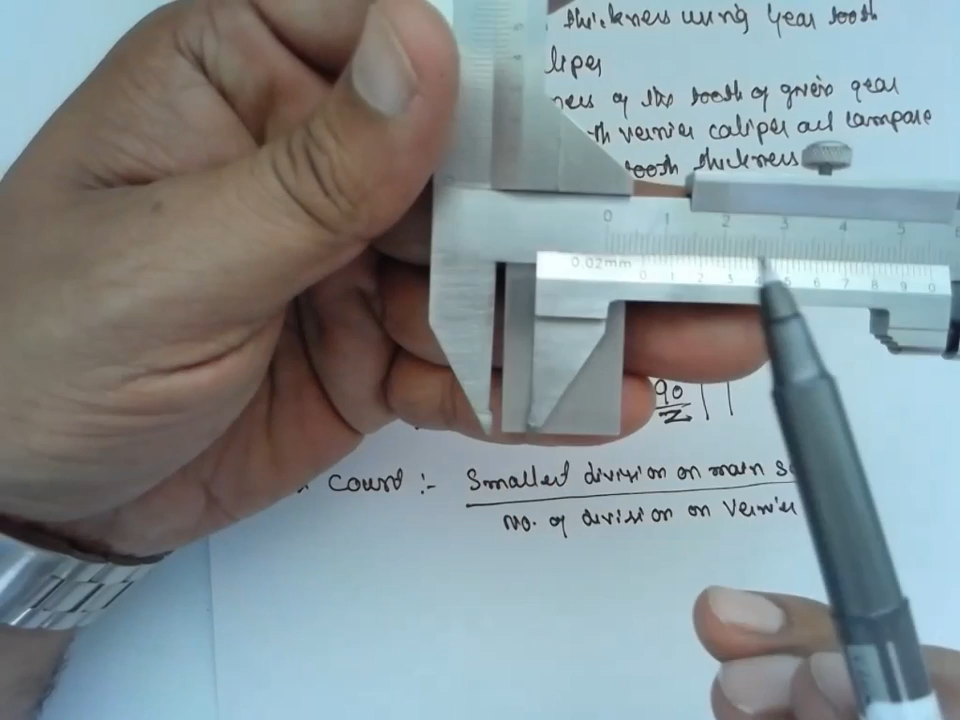 thickness using gear tooth
liper
ness of the tooth of given gear
th vernier caliper and compare
tooth thickness
0 1 2 3 4 5 6
0.02mm
0 1 2 3 4 5 6 7 8 9 0
90
Z
Count :- Smallest division on main s
No. of division on Vernier